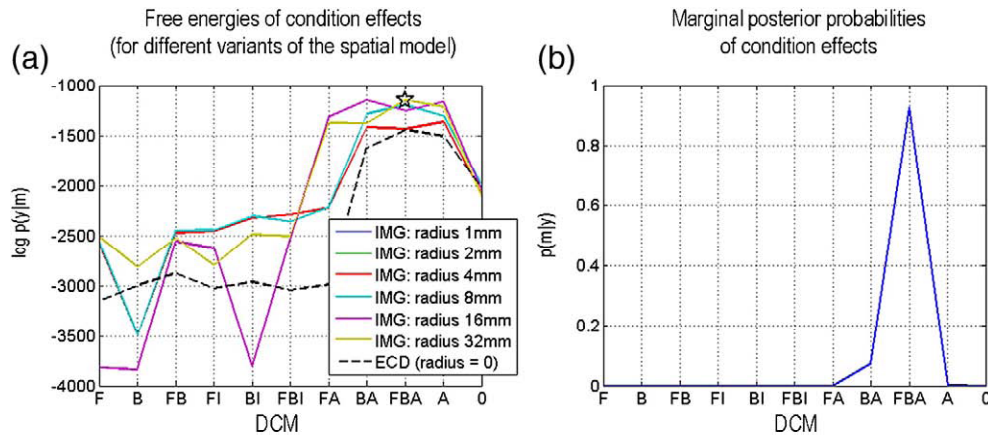 Free energies of condition effects
(for different variants of the spatial model)
(a)
-1000
-1500
-2000
-2500
-3000
-3500
-4000
log p(y|m)
IMG: radius 1mm
IMG: radius 2mm
IMG: radius 4mm
IMG: radius 8mm
IMG: radius 16mm
IMG: radius 32mm
ECD (radius = 0)
F B FB FI BI FBI FA BA FBA A 0
DCM
Marginal posterior probabilities
of condition effects
(b)
1
0.8
0.6
0.4
0.2
0
p(m|y)
F B FB FI BI FBI FA BA FBA A 0
DCM